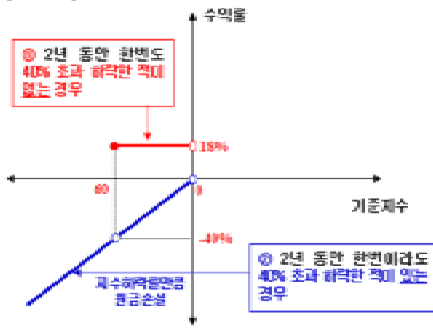 수익률
◎ 2년 동안 한번도
40% 초과 하락한 적이
없는 경우
18%
60
0
기준지수
-40%
◎ 2년 동안 한번이라도
40% 초과 하락한 적이 있는
경우
지수하락률만큼
원금손실